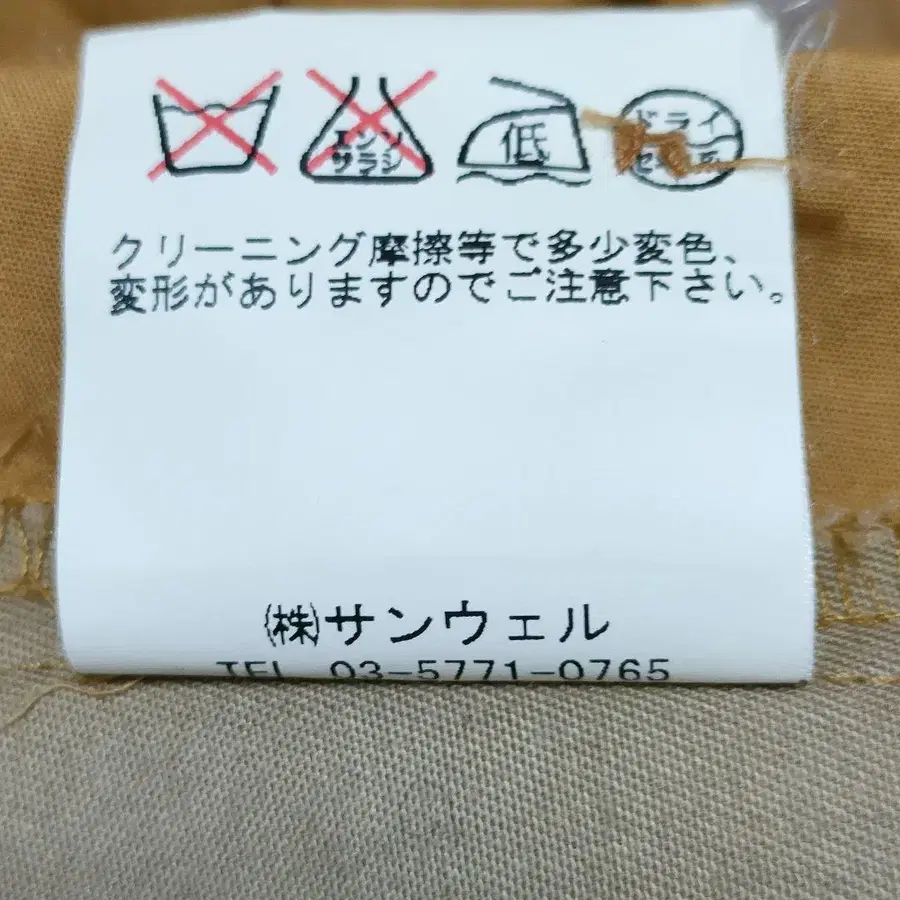 エンソ
サラシ
低
ドライ
クリーニング摩擦等で多少変色、
変形がありますのでご注意下さい。
㈱サンウェル
TEL 03-5771-0765